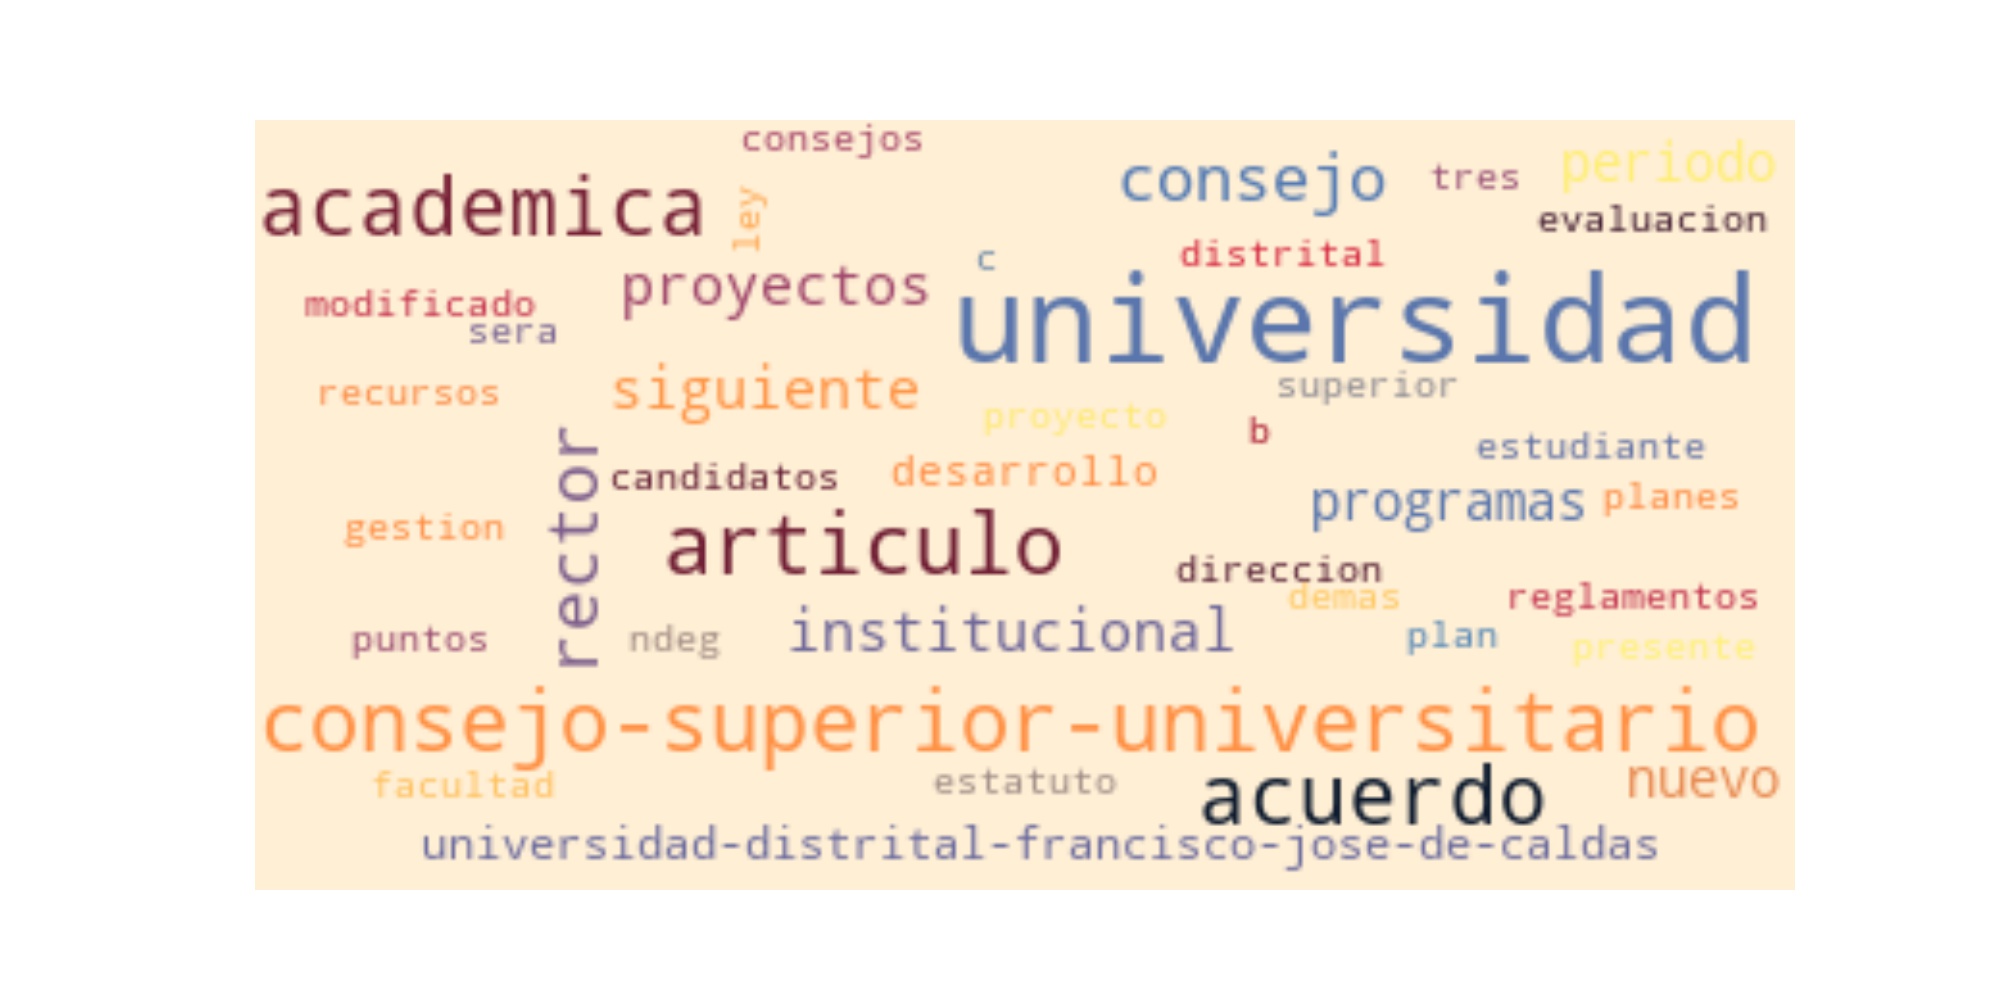 consejos
consejo
tres
periodo
academica
ley
evaluacion
c
distrital
proyectos
modificado
sera
universidad
recursos
siguiente
superior
proyecto
b
estudiante
rector
candidatos
desarrollo
programas
planes
gestion
articulo
direccion
demas
reglamentos
puntos
ndeg
institucional
plan
presente
consejo-superior-universitario
facultad
estatuto
acuerdo
nuevo
universidad-distrital-francisco-jose-de-caldas